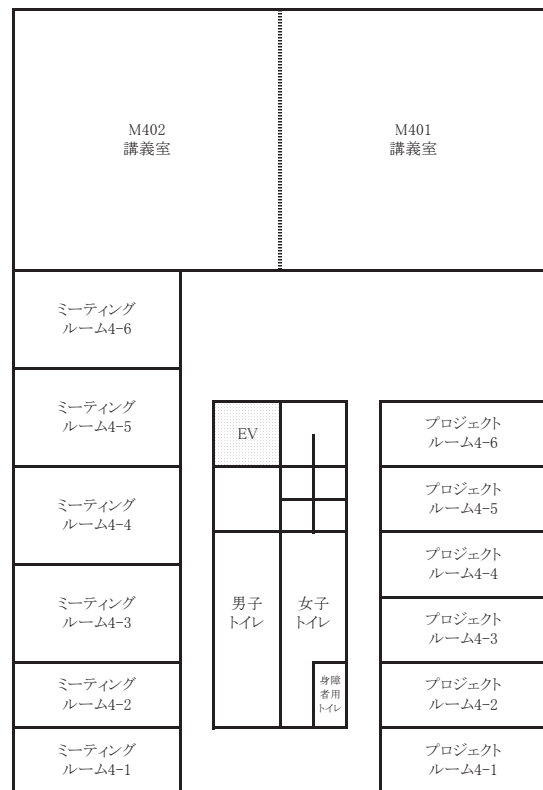 M402
講義室
M401
講義室
ミーティング
ルーム4-6
ミーティング
ルーム4-5
ミーティング
ルーム4-4
ミーティング
ルーム4-3
ミーティング
ルーム4-2
ミーティング
ルーム4-1
EV
男子
トイレ
女子
トイレ
身障
者用
トイレ
プロジェクト
ルーム4-6
プロジェクト
ルーム4-5
プロジェクト
ルーム4-4
プロジェクト
ルーム4-3
プロジェクト
ルーム4-2
プロジェクト
ルーム4-1